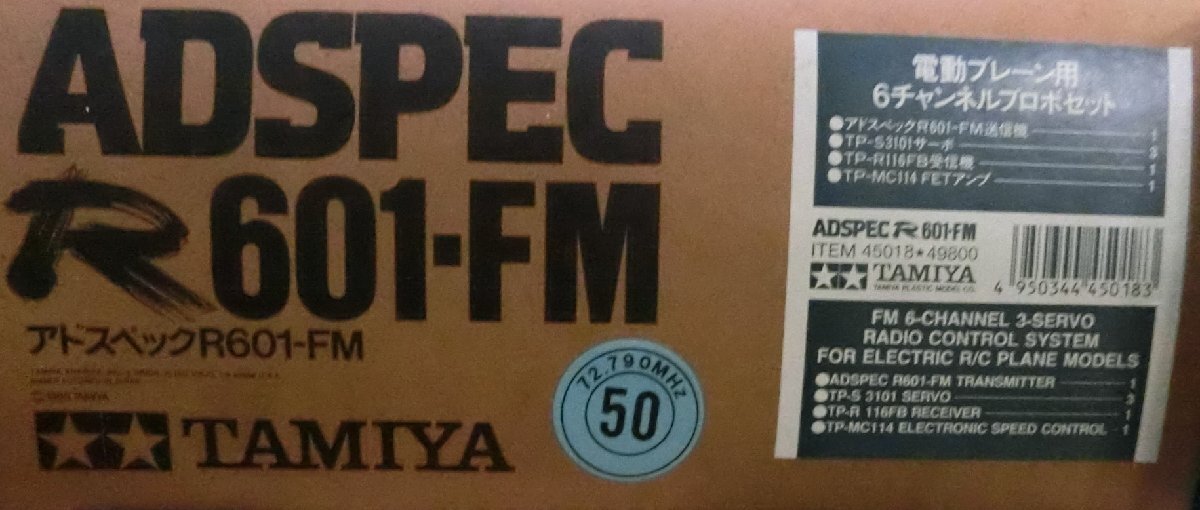 ADSPEC
R 601-FM
アドスペックR601-FM
TAMIYA
72.790MHz
50
電動プレーン用
6チャンネルプロポセット
●アドスペックR601-FM送信機 1
●TP-S3101サーボ 3
●TP-R116FB受信機 1
●TP-MC114 FETアンプ 1
ADSPEC R 601-FM
ITEM 45018★49800
TAMIYA
TAMIYA PLASTIC MODEL CO.
4 950344 450183
FM 6-CHANNEL 3-SERVO
RADIO CONTROL SYSTEM
FOR ELECTRIC R/C PLANE MODELS
●ADSPEC R601-FM TRANSMITTER 1
●TP-S 3101 SERVO 3
●TP-R 116FB RECEIVER 1
●TP-MC114 ELECTRONIC SPEED CONTROL 1